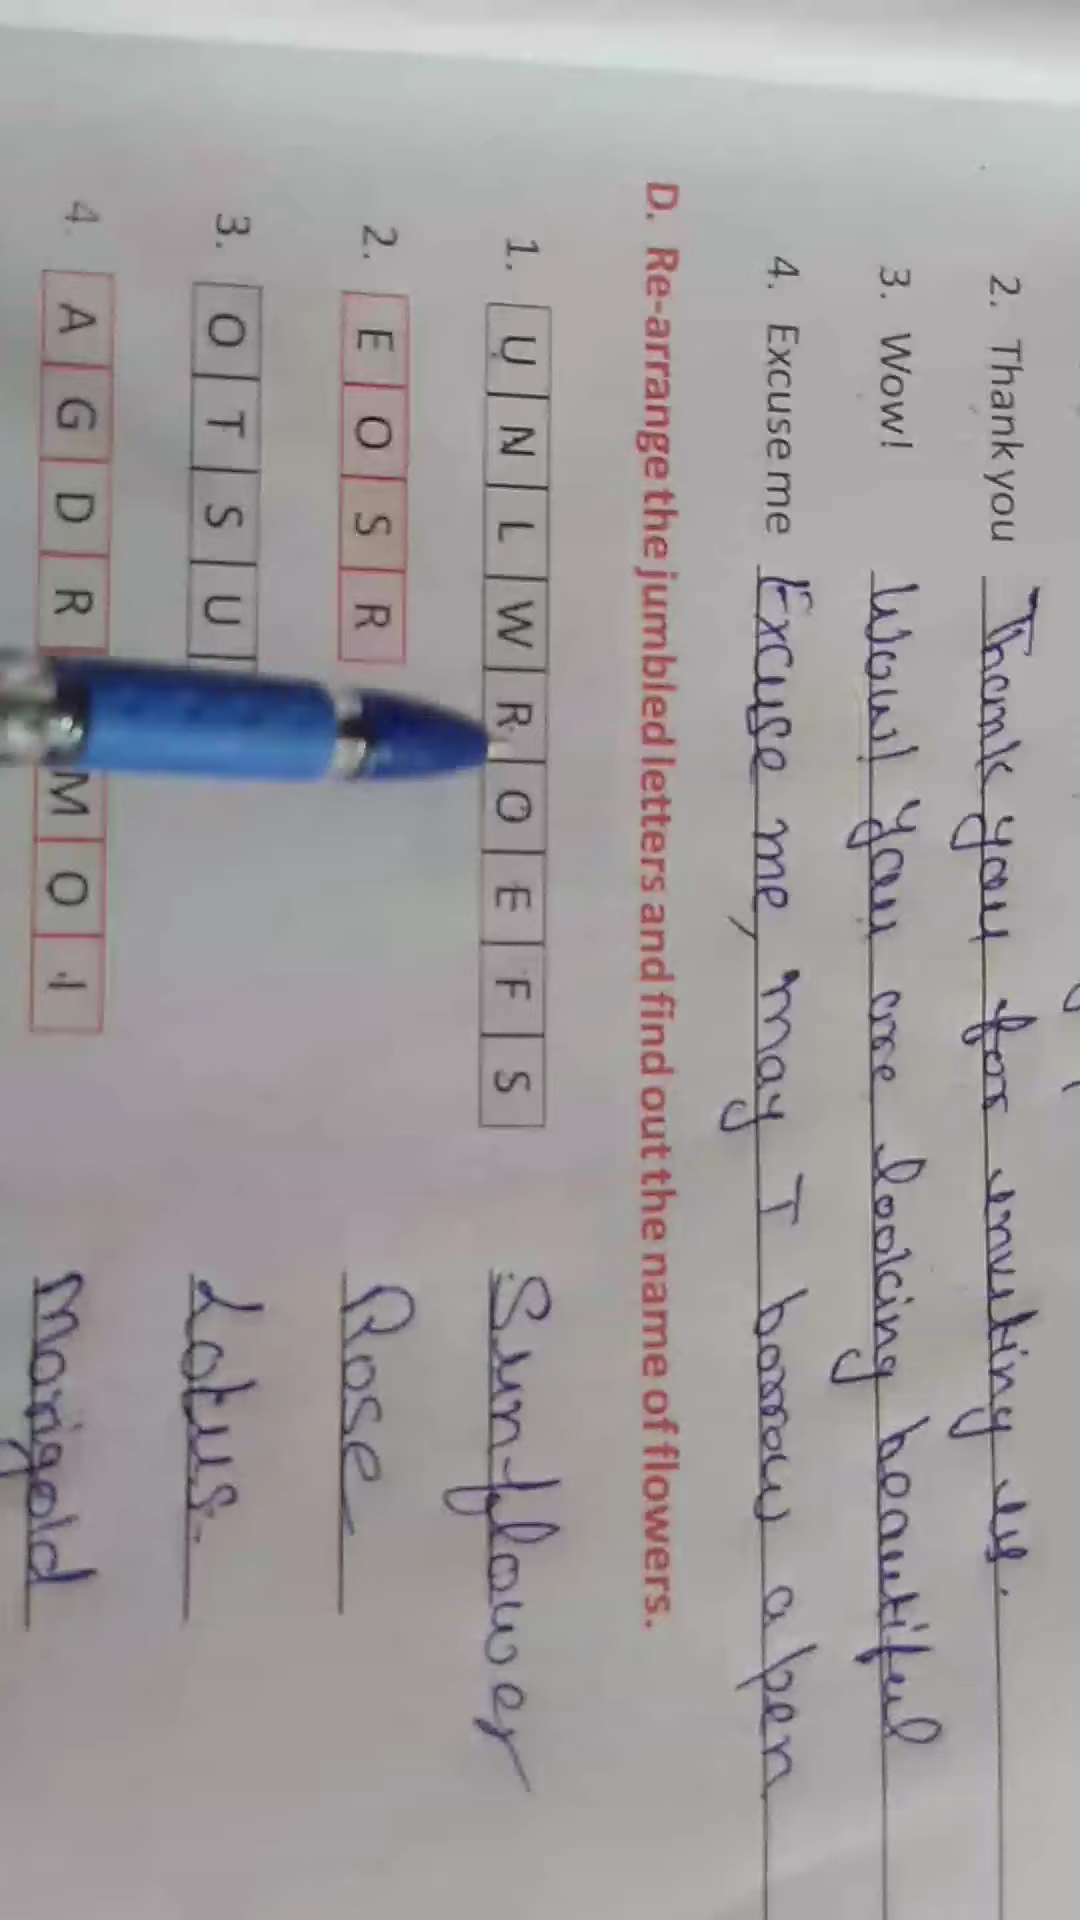 2. Thank you Thank you for inviting us.
3. Wow! Wow! you are looking beautiful
4. Excuse me Excuse me, may I borrow a pen
D. Re-arrange the jumbled letters and find out the name of flowers.
1. U N L W R O E F S Sunflower
2. E O S R Rose
3. O T S U Lotus.
4. A G D R M O I Marigold